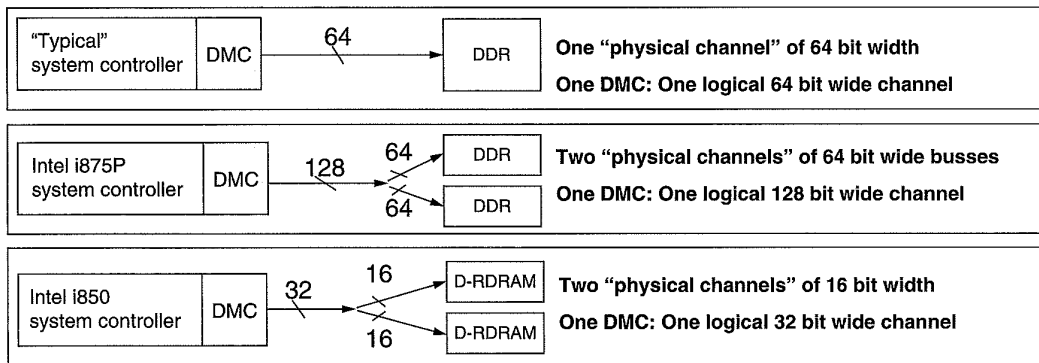 “Typical”
system controller
DMC
64
DDR
One “physical channel” of 64 bit width
One DMC: One logical 64 bit wide channel
Intel i875P
system controller
DMC
128
64
64
DDR
DDR
Two “physical channels” of 64 bit wide busses
One DMC: One logical 128 bit wide channel
Intel i850
system controller
DMC
32
16
16
D-RDRAM
D-RDRAM
Two “physical channels” of 16 bit width
One DMC: One logical 32 bit wide channel